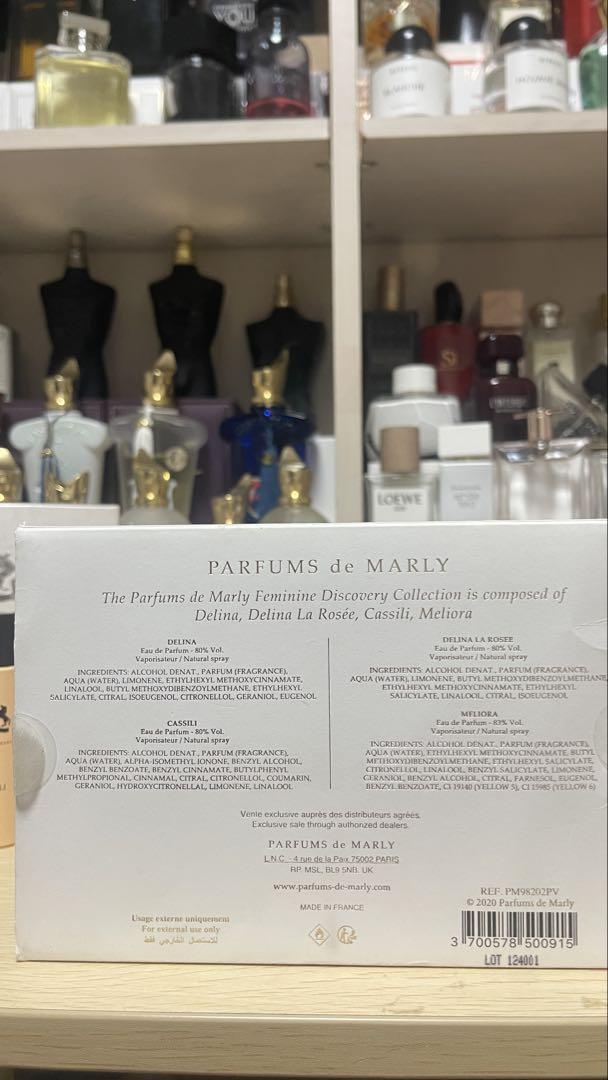 YOU
LOEWE
Si
PARFUMS de MARLY
The Parfums de Marly Feminine Discovery Collection is composed of
Delina, Delina La Rosée, Cassili, Meliora
DELINA
Eau de Parfum - 80% Vol.
Vaporisateur / Natural spray
INGREDIENTS: ALCOHOL DENAT., PARFUM (FRAGRANCE),
AQUA (WATER), LIMONENE, ETHYLHEXYL METHOXYCINNAMATE,
LINALOOL, BUTYL METHOXYDIBENZOYLMETHANE, ETHYLHEXYL
SALICYLATE, CITRAL, ISOEUGENOL, CITRONELLOL, GERANIOL, EUGENOL
CASSILI
Eau de Parfum - 80% Vol.
Vaporisateur / Natural spray
INGREDIENTS: ALCOHOL DENAT., PARFUM (FRAGRANCE),
AQUA (WATER), ALPHA-ISOMETHYL IONONE, BENZYL ALCOHOL,
BENZYL BENZOATE, BENZYL CINNAMATE, BUTYLPHENYL
METHYLPROPIONAL, CINNAMAL, CITRAL, CITRONELLOL, COUMARIN,
GERANIOL, HYDROXYCITRONELLAL, LIMONENE, LINALOOL
DELINA LA ROSEE
Eau de Parfum - 80% Vol.
Vaporisateur / Natural spray
INGREDIENTS: ALCOHOL DENAT., PARFUM (FRAGRANCE),
AQUA (WATER), LIMONENE, BUTYL METHOXYDIBENZOYLMETHANE,
ETHYLHEXYL METHOXYCINNAMATE, ETHYLHEXYL
SALICYLATE, LINALOOL, CITRAL, ISOEUGENOL
MELIORA
Eau de Parfum - 83% Vol.
Vaporisateur / Natural spray
INGREDIENTS: ALCOHOL DENAT., PARFUM (FRAGRANCE),
AQUA (WATER), ETHYLHEXYL METHOXYCINNAMATE, BUTYL
METHOXYDIBENZOYLMETHANE, ETHYLHEXYL SALICYLATE,
CITRONELLOL, LINALOOL, BENZYL SALICYLATE, LIMONENE,
GERANIOL, BENZYL ALCOHOL, CITRAL, FARNESOL, EUGENOL,
BENZYL BENZOATE, CI 19140 (YELLOW 5), CI 15985 (YELLOW 6)
Vente exclusive auprès des distributeurs agréés.
Exclusive sale through authorized dealers.
PARFUMS de MARLY
L.N.C. - 4 rue de la Paix 75002 PARIS
RP. MSL, BL9 5NB. UK
www.parfums-de-marly.com
MADE IN FRANCE
Usage externe uniquement
For external use only
للاستعمال الخارجي فقط
REF. PM98202PV
© 2020 Parfums de Marly
3 700578 500915
LOT 124001